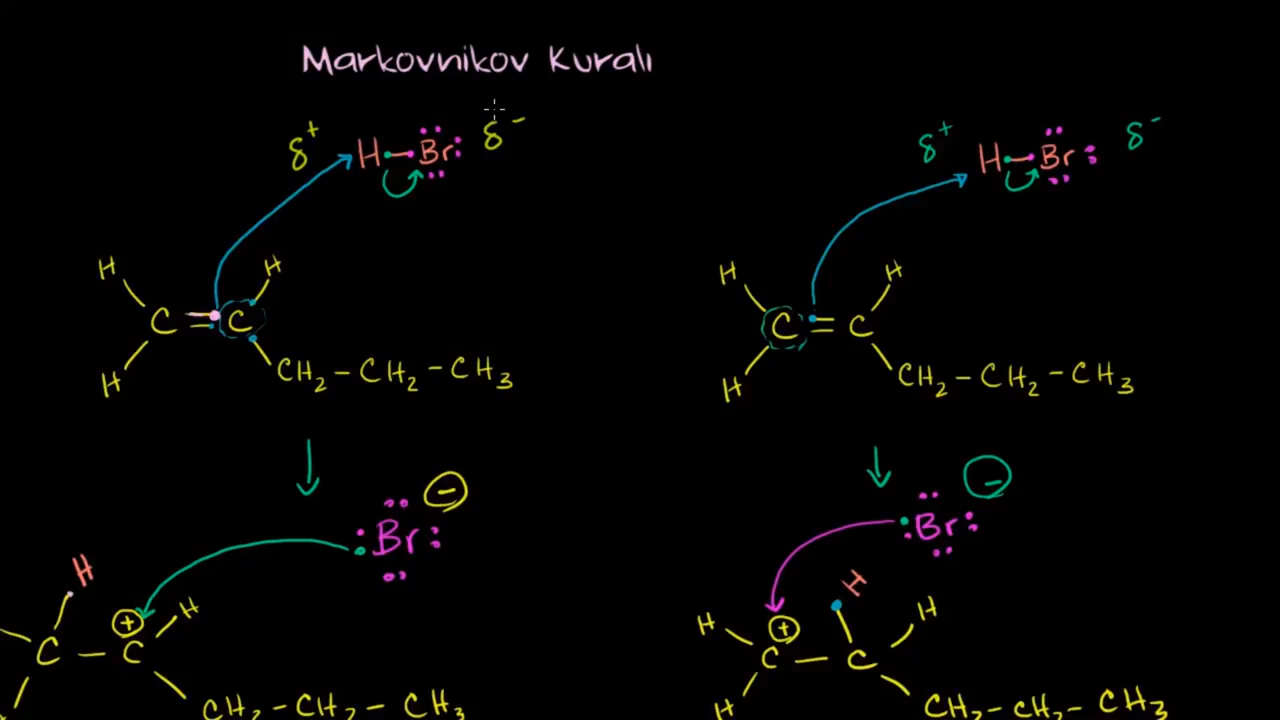 Markovnikov Kuralı
δ+ H–Br δ−
δ+ H–Br δ−
H H
C=C
H
CH2–CH2–CH3
H H
C=C
H
CH2–CH2–CH3
Br −
Br −
H
+ H
C–C
CH2–CH2–CH3
H + H H
C–C
H
CH2–CH2–CH3